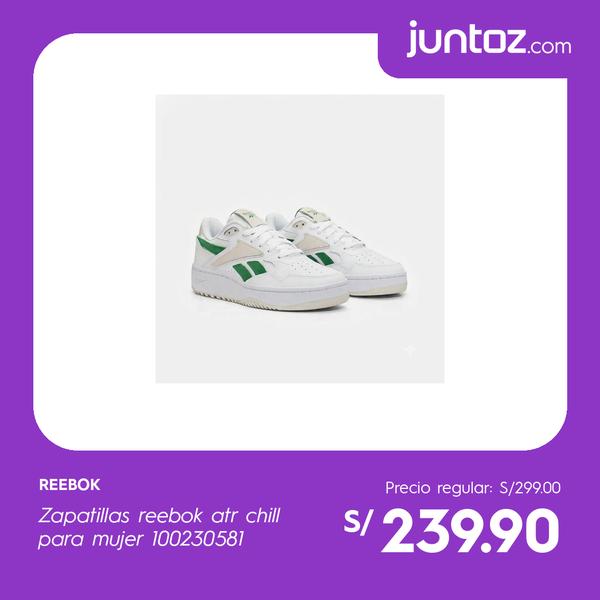 juntoz.com
REEBOK
Zapatillas reebok atr chill
para mujer 100230581
Precio regular: S/299.00
S/239.90